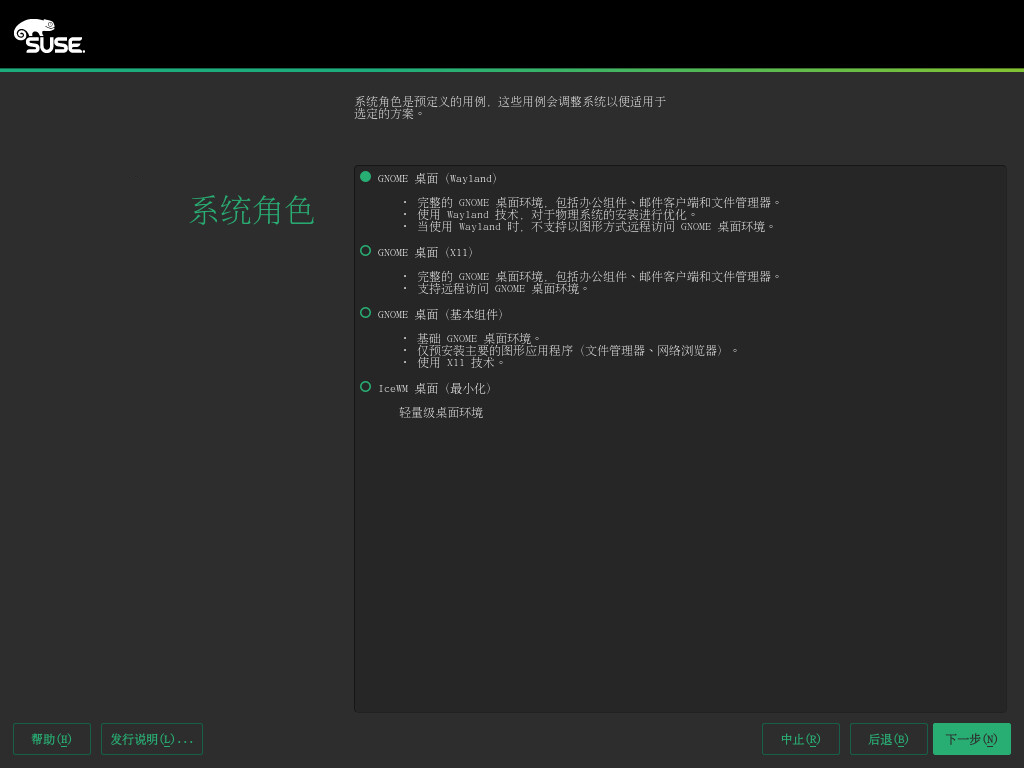 SUSE.
系统角色是预定义的用例，这些用例会调整系统以便适用于
选定的方案。
系统角色
GNOME 桌面（Wayland）
• 完整的 GNOME 桌面环境，包括办公组件、邮件客户端和文件管理器。
• 使用 Wayland 技术，对于物理系统的安装进行优化。
• 当使用 Wayland 时，不支持以图形方式远程访问 GNOME 桌面环境。
GNOME 桌面（X11）
• 完整的 GNOME 桌面环境，包括办公组件、邮件客户端和文件管理器。
• 支持远程访问 GNOME 桌面环境。
GNOME 桌面（基本组件）
• 基础 GNOME 桌面环境。
• 仅预安装主要的图形应用程序（文件管理器、网络浏览器）。
• 使用 X11 技术。
IceWM 桌面（最小化）
轻量级桌面环境
帮助(H) 发行说明(L)... 中止(R) 后退(B) 下一步(N)